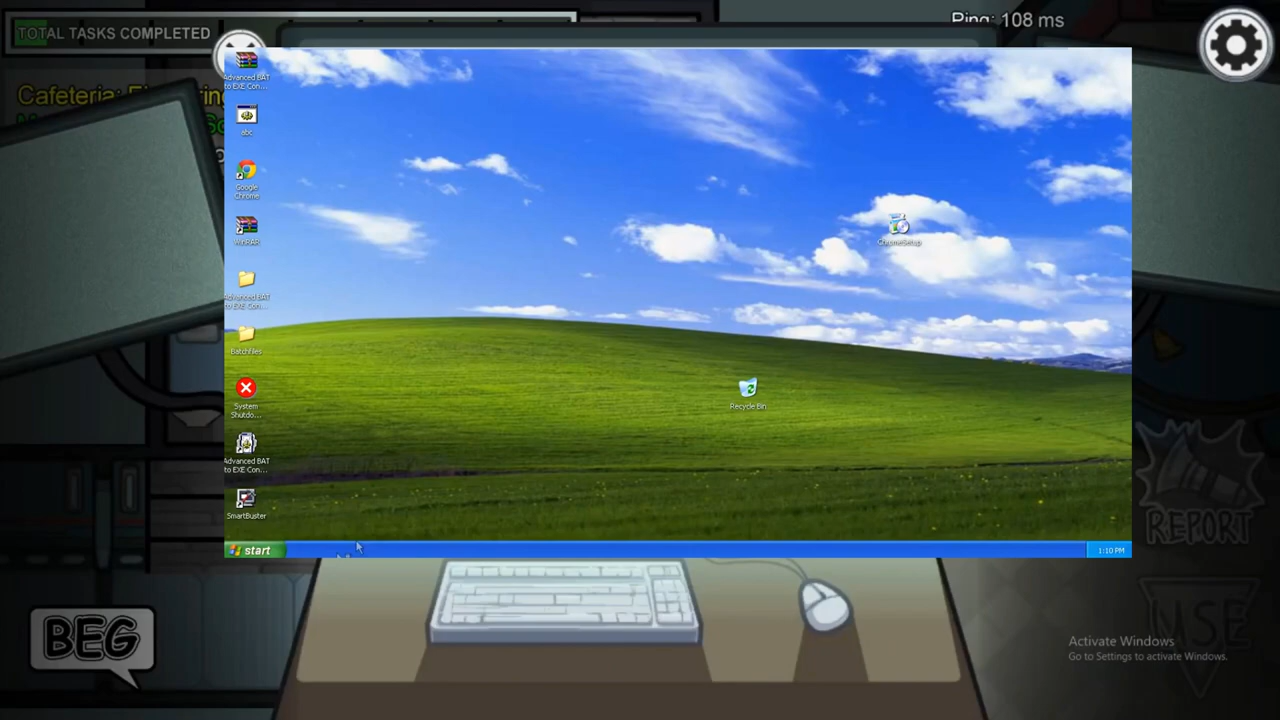 TOTAL TASKS COMPLETED
Ping: 108 ms
Cafeteria:
Advanced BAT
to EXE Con...
abc
Google
Chrome
WinRAR
ChromeSetup
Advanced BAT
to EXE Con...
Batchfiles
System
Shutdo...
Recycle Bin
Advanced BAT
to EXE Con...
SmartBuster
start
1:10 PM
REPORT
USE
BEG
Activate Windows
Go to Settings to activate Windows.